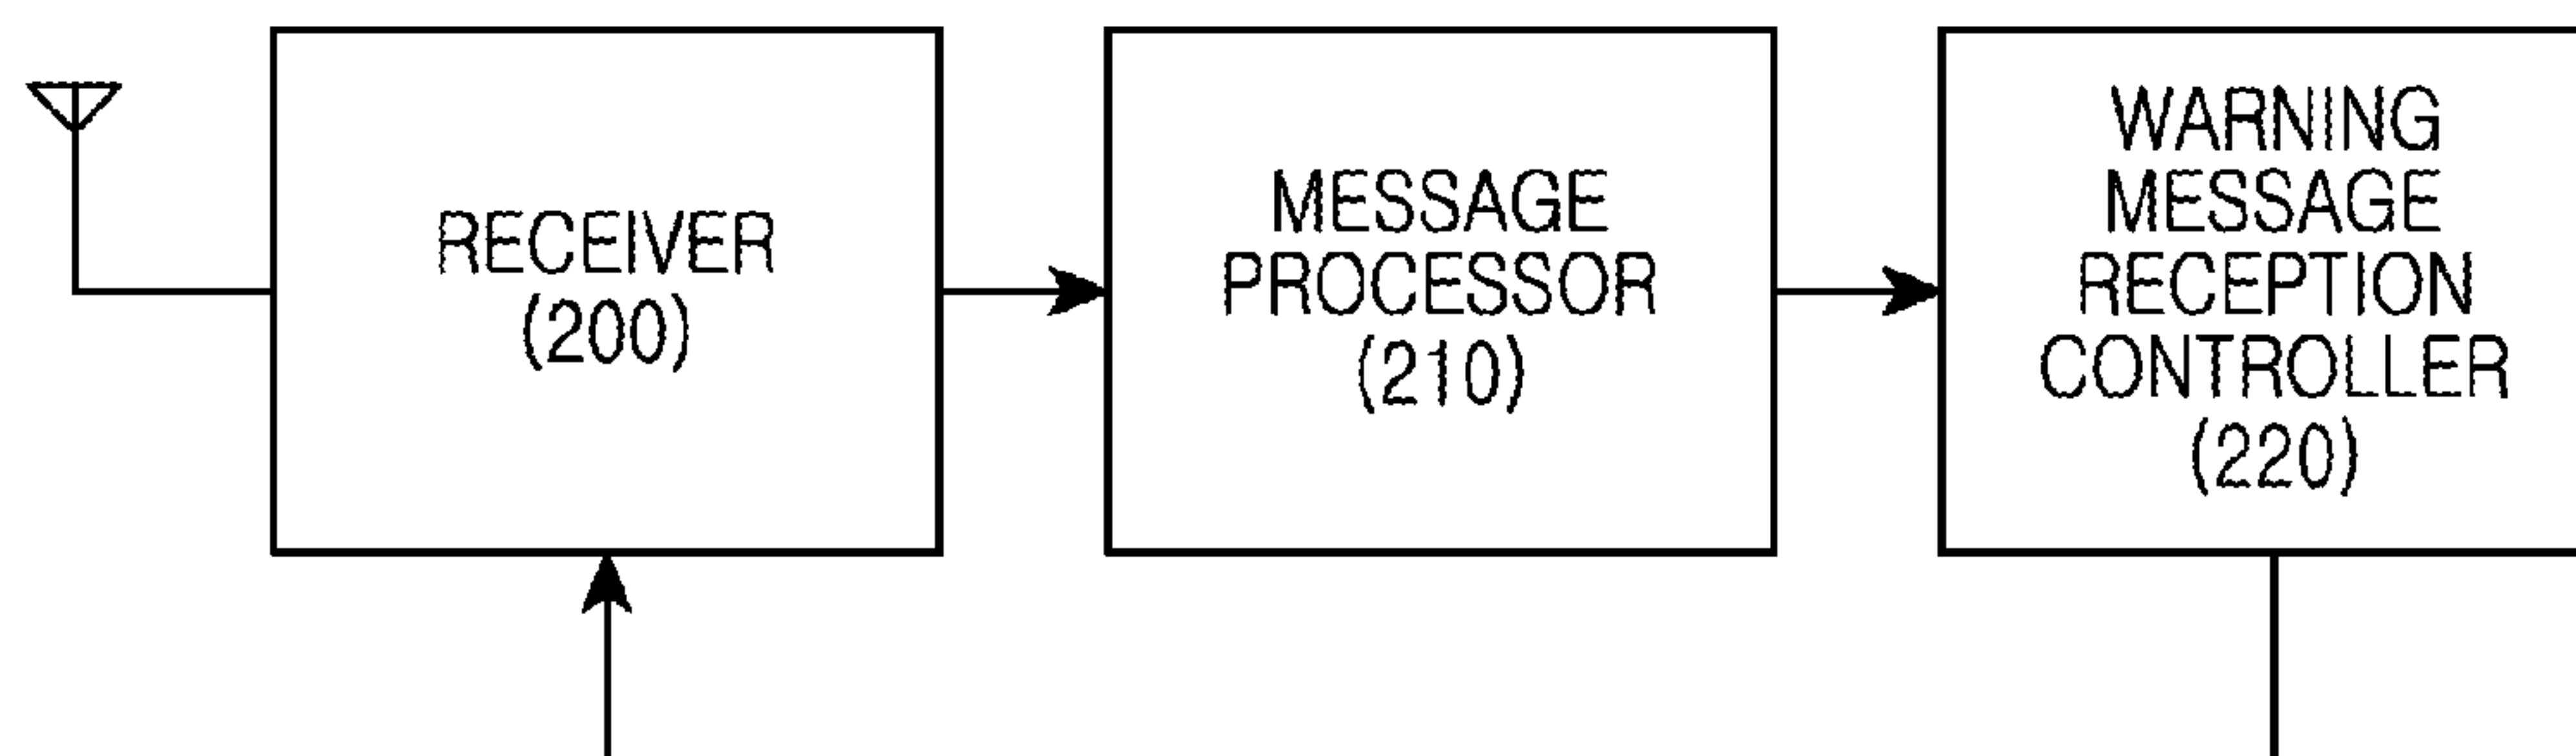 RECEIVER
(200)
MESSAGE
PROCESSOR
(210)
WARNING
MESSAGE
RECEPTION
CONTROLLER
(220)